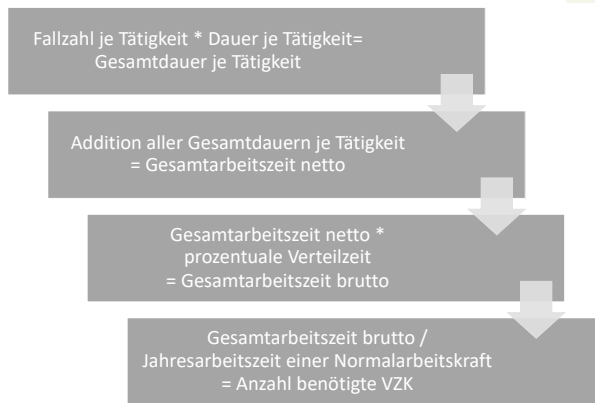 Fallzahl je Tätigkeit * Dauer je Tätigkeit=
Gesamtdauer je Tätigkeit
Addition aller Gesamtdauern je Tätigkeit
= Gesamtarbeitszeit netto
Gesamtarbeitszeit netto *
prozentuale Verteilzeit
= Gesamtarbeitszeit brutto
Gesamtarbeitszeit brutto /
Jahresarbeitszeit einer Normalarbeitskraft
= Anzahl benötigte VZK